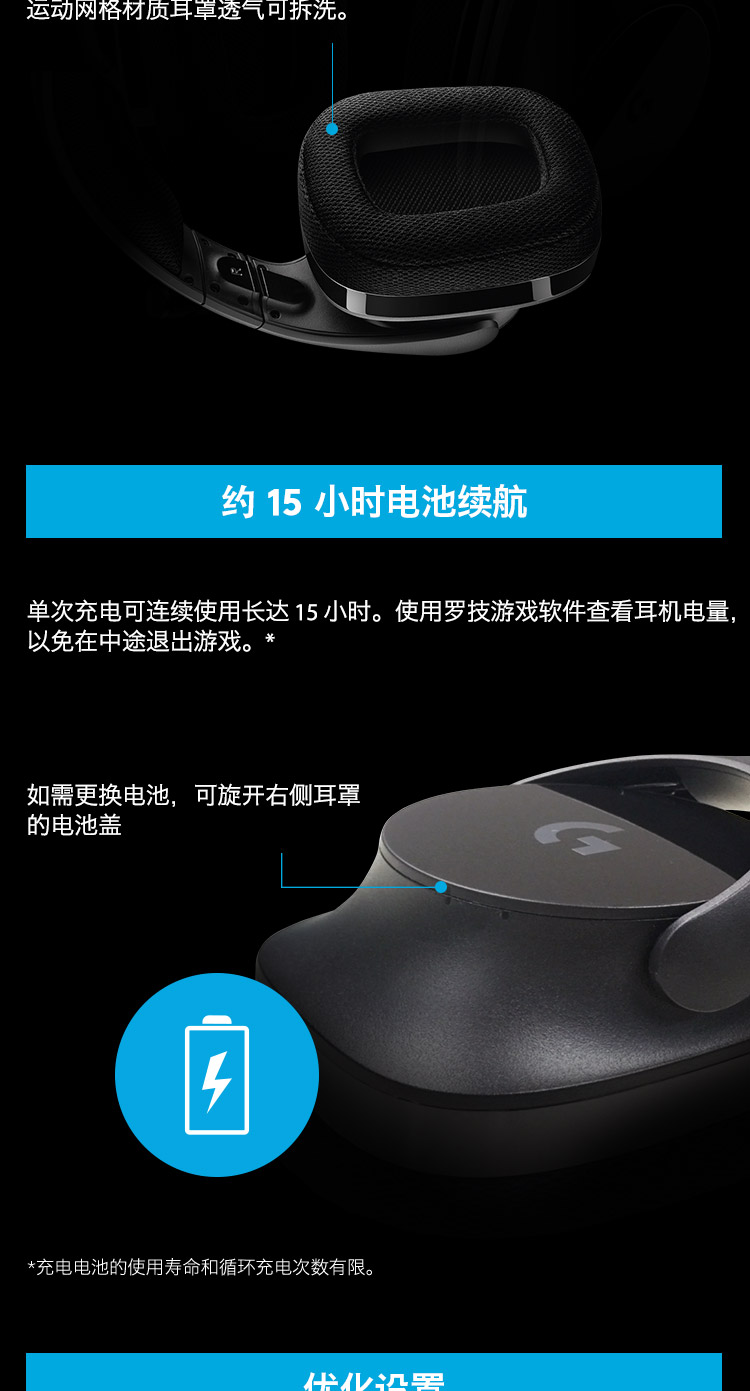 运动网格材质耳罩透气可拆洗。
约 15 小时电池续航
单次充电可连续使用长达 15 小时。使用罗技游戏软件查看耳机电量，
以免在中途退出游戏。*
如需更换电池，可旋开右侧耳罩
的电池盖
*充电电池的使用寿命和循环充电次数有限。
优化设置